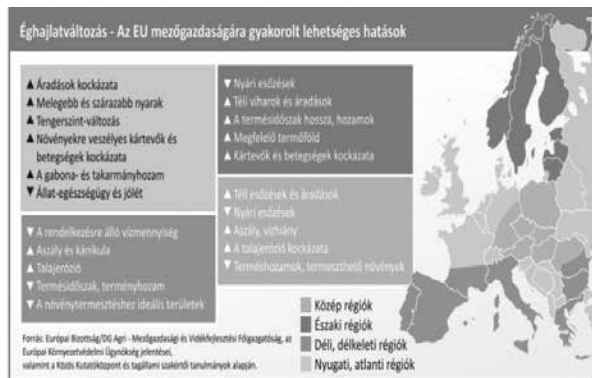 Éghajlatváltozás - Az EU mezőgazdaságára gyakorolt lehetséges hatások
▲ Áradások kockázata
▲ Melegebb és szárazabb nyarak
▲ Tengerszint-változás
▲ Növényekre veszélyes kártevők és
betegségek kockázata
▲ A gabona- és takarmányhozam
▼ Állat-egészségügy és jólét
▼ Nyári esőzések
▲ Téli viharok és áradások
▲ A termésidőszak hossza, hozamok
▲ Megfelelő termőföld
▲ Kártevők és betegségek kockázata
▼ A rendelkezésre álló vízmennyiség
▲ Aszály és kánikula
▲ Talajerózió
▼ Termésidőszak, terményhozam
▼ A növénytermesztéshez ideális területek
▲ Téli esőzések és áradások
▼ Nyári esőzések
▲ Aszály, vízhiány
▲ A talajerózió kockázata
▼ Terméshozamok, termeszthető növények
Közép régiók
Északi régiók
Déli, délkeleti régiók
Nyugati, atlanti régiók
Forrás: Európai Bizottság/DG Agri - Mezőgazdasági és Vidékfejlesztési Főigazgatóság, az
Európai Környezetvédelmi Ügynökség jelentései,
valamint a Közös Kutatóközpont és tagállami szakértői tanulmányok alapján.